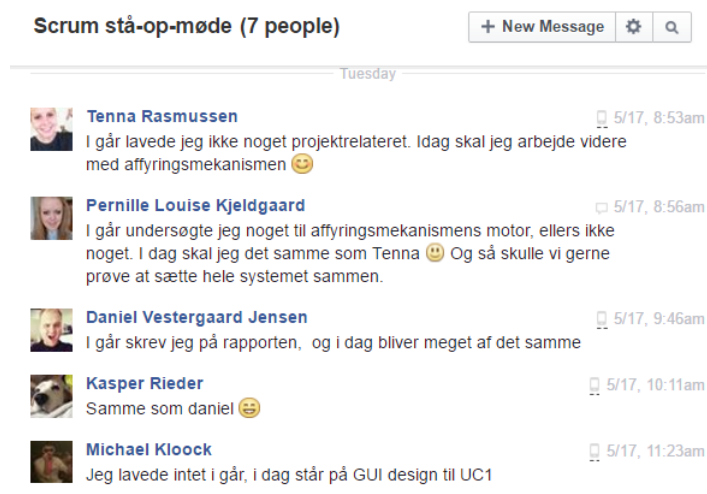 Scrum stå-op-møde (7 people)
New Message
Tuesday
Tenna Rasmussen
5/17, 8:53am
I går lavede jeg ikke noget projektrelateret. Idag skal jeg arbejde videre
med affyringsmekanismen
Pernille Louise Kjeldgaard
5/17, 8:56am
I går undersøgte jeg noget til affyringsmekanismens motor, ellers ikke
noget. I dag skal jeg det samme som Tenna Og så skulle vi gerne
prøve at sætte hele systemet sammen.
Daniel Vestergaard Jensen
5/17, 9:46am
I går skrev jeg på rapporten,  og i dag bliver meget af det samme
Kasper Rieder
5/17, 10:11am
Samme som daniel
Michael Kloock
5/17, 11:23am
Jeg lavede intet i går, i dag står på GUI design til UC1